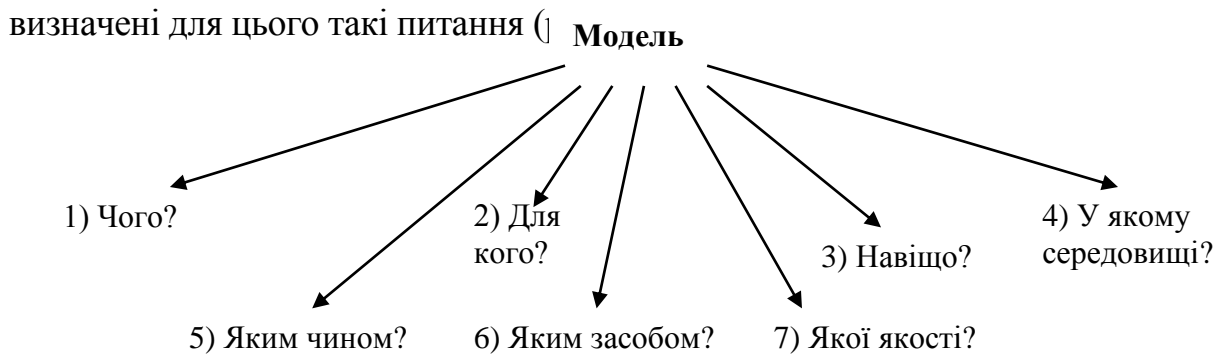 визначені для цього такі питання (
Модель
1) Чого?
2) Для
кого?
3) Навіщо?
4) У якому
середовищі?
5) Яким чином?
6) Яким засобом?
7) Якої якості?